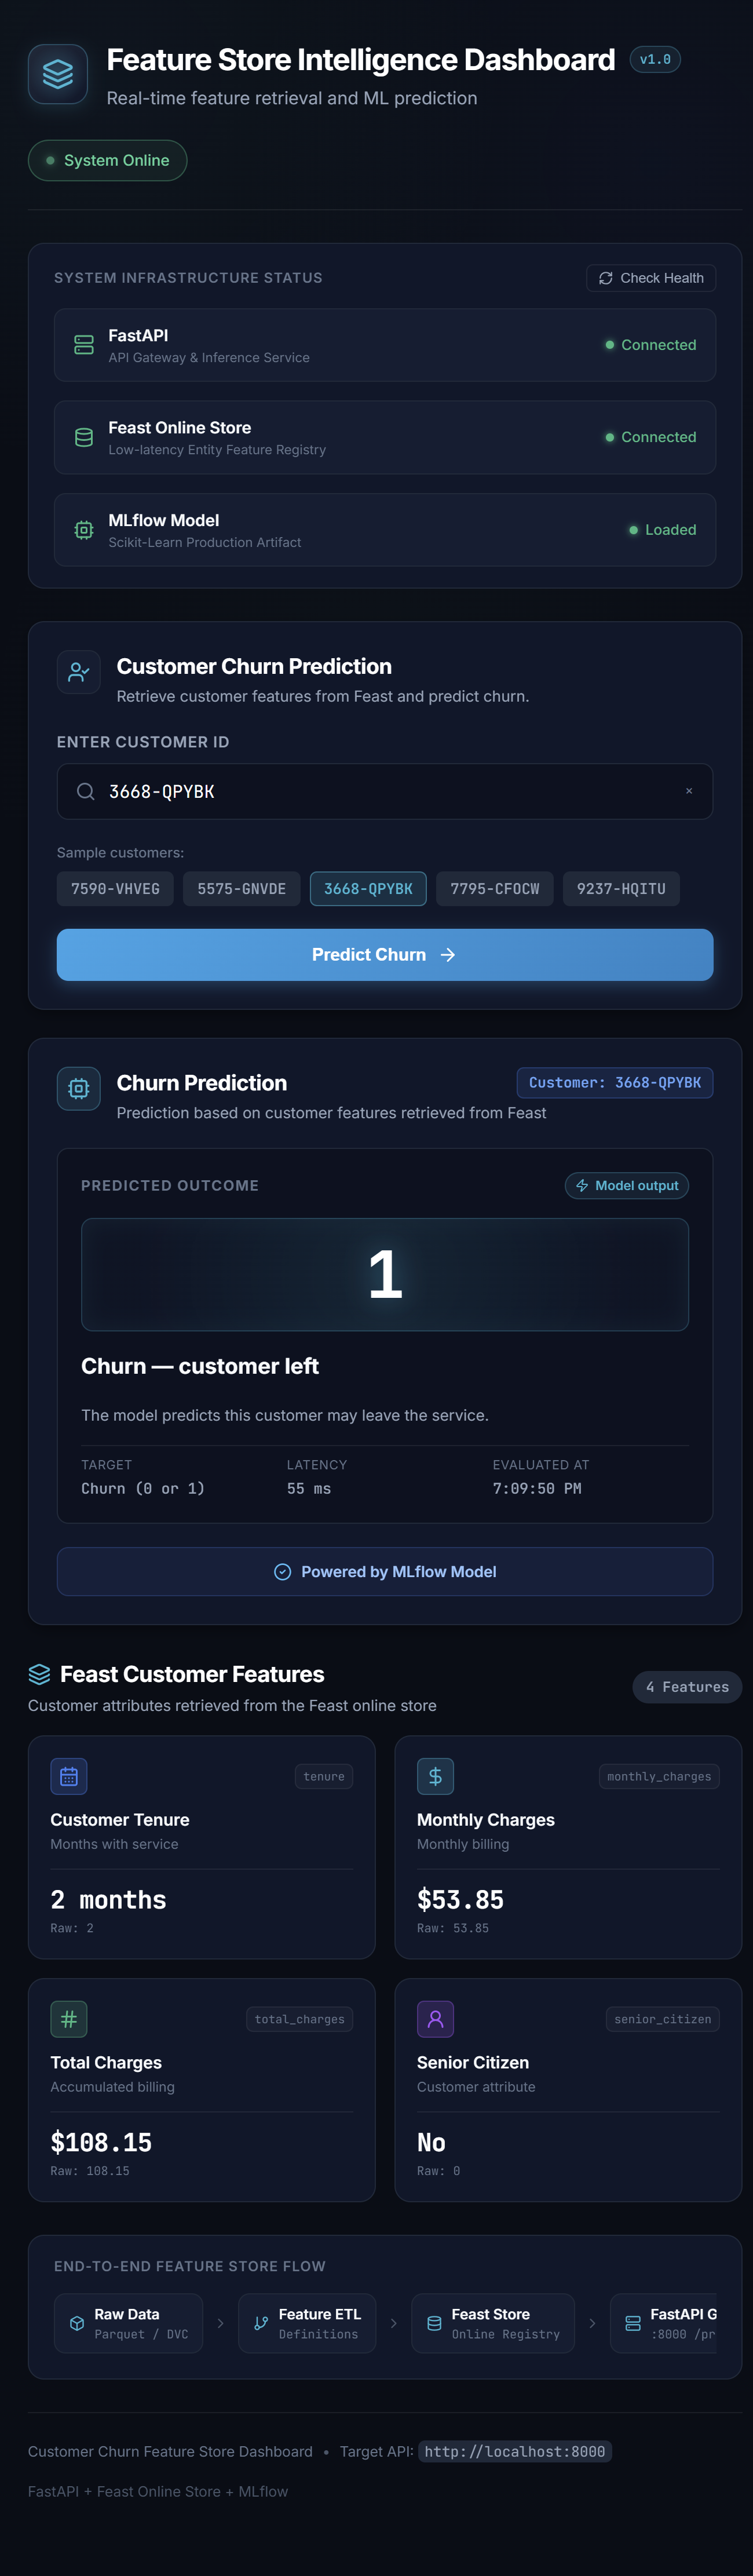 Feature Store Intelligence Dashboard v1.0
Real-time feature retrieval and ML prediction
System Online
SYSTEM INFRASTRUCTURE STATUS
Check Health
FastAPI
API Gateway & Inference Service
Connected
Feast Online Store
Low-latency Entity Feature Registry
Connected
MLflow Model
Scikit-Learn Production Artifact
Loaded
Customer Churn Prediction
Retrieve customer features from Feast and predict churn.
ENTER CUSTOMER ID
3668-QPYBK ×
Sample customers:
7590-VHVEG 5575-GNVDE 3668-QPYBK 7795-CFOCW 9237-HQITU
Predict Churn →
Churn Prediction
Customer: 3668-QPYBK
Prediction based on customer features retrieved from Feast
PREDICTED OUTCOME
Model output
1
Churn — customer left
The model predicts this customer may leave the service.
TARGET LATENCY EVALUATED AT
Churn (0 or 1) 55 ms 7:09:50 PM
Powered by MLflow Model
Feast Customer Features
Customer attributes retrieved from the Feast online store
4 Features
tenure
Customer Tenure
Months with service
2 months
Raw: 2
monthly_charges
Monthly Charges
Monthly billing
$53.85
Raw: 53.85
total_charges
Total Charges
Accumulated billing
$108.15
Raw: 108.15
senior_citizen
Senior Citizen
Customer attribute
No
Raw: 0
END-TO-END FEATURE STORE FLOW
Raw Data
Parquet / DVC
Feature ETL
Definitions
Feast Store
Online Registry
FastAPI G
:8000 /pr
Customer Churn Feature Store Dashboard • Target API: http://localhost:8000
FastAPI + Feast Online Store + MLflow